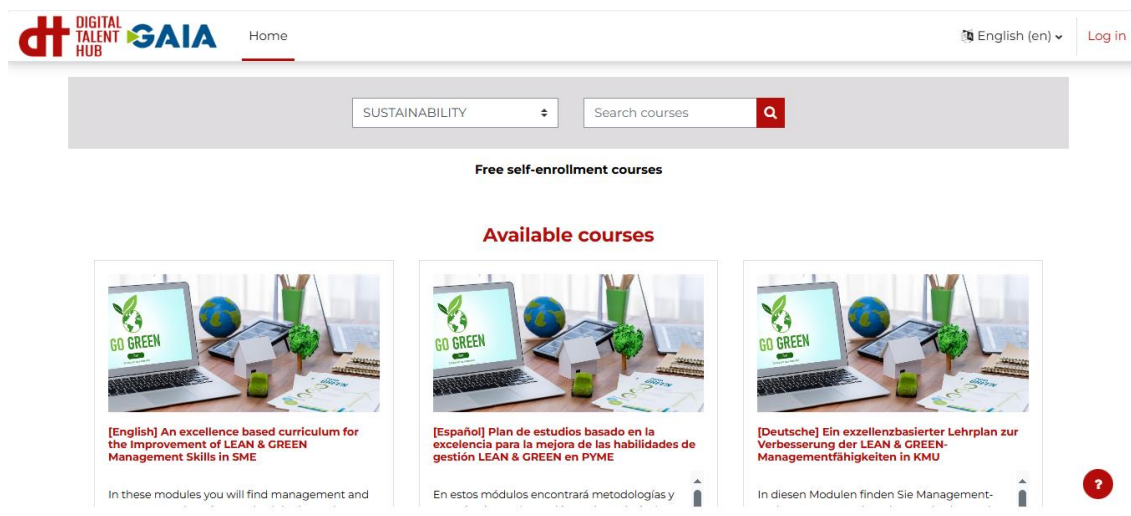 DIGITAL
TALENT
HUB
GAIA
Home
English (en)
Log in
SUSTAINABILITY
Search courses
Free self-enrollment courses
Available courses
GO GREEN
[English] An excellence based curriculum for
the Improvement of LEAN & GREEN
Management Skills in SME
In these modules you will find management and
GO GREEN
[Español] Plan de estudios basado en la
excelencia para la mejora de las habilidades de
gestión LEAN & GREEN en PYME
En estos módulos encontrará metodologías y
GO GREEN
[Deutsche] Ein exzellenzbasierter Lehrplan zur
Verbesserung der LEAN & GREEN-
Managementfähigkeiten in KMU
In diesen Modulen finden Sie Management-
?